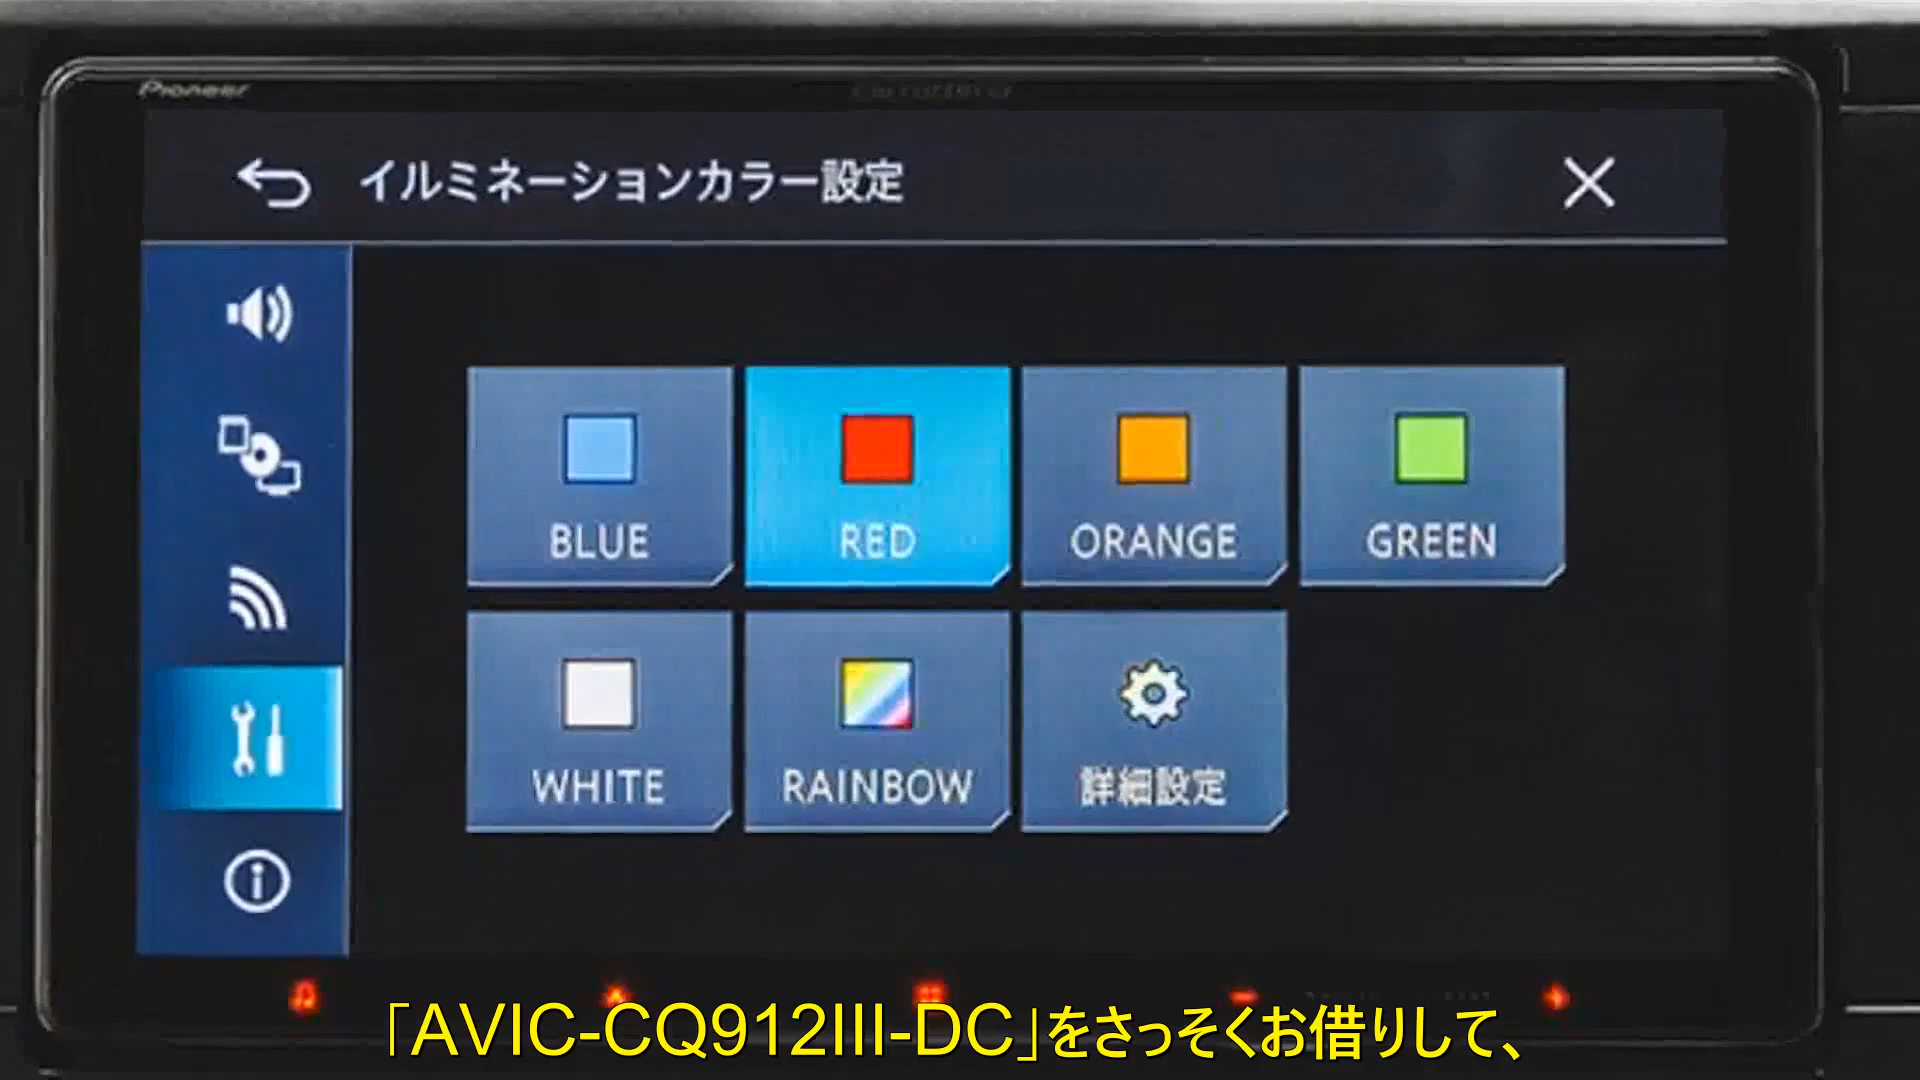 Pioneer
carrozzeria
イルミネーションカラー設定
BLUE
RED
ORANGE
GREEN
WHITE
RAINBOW
詳細設定
「AVIC-CQ912III-DC」をさっそくお借りして、